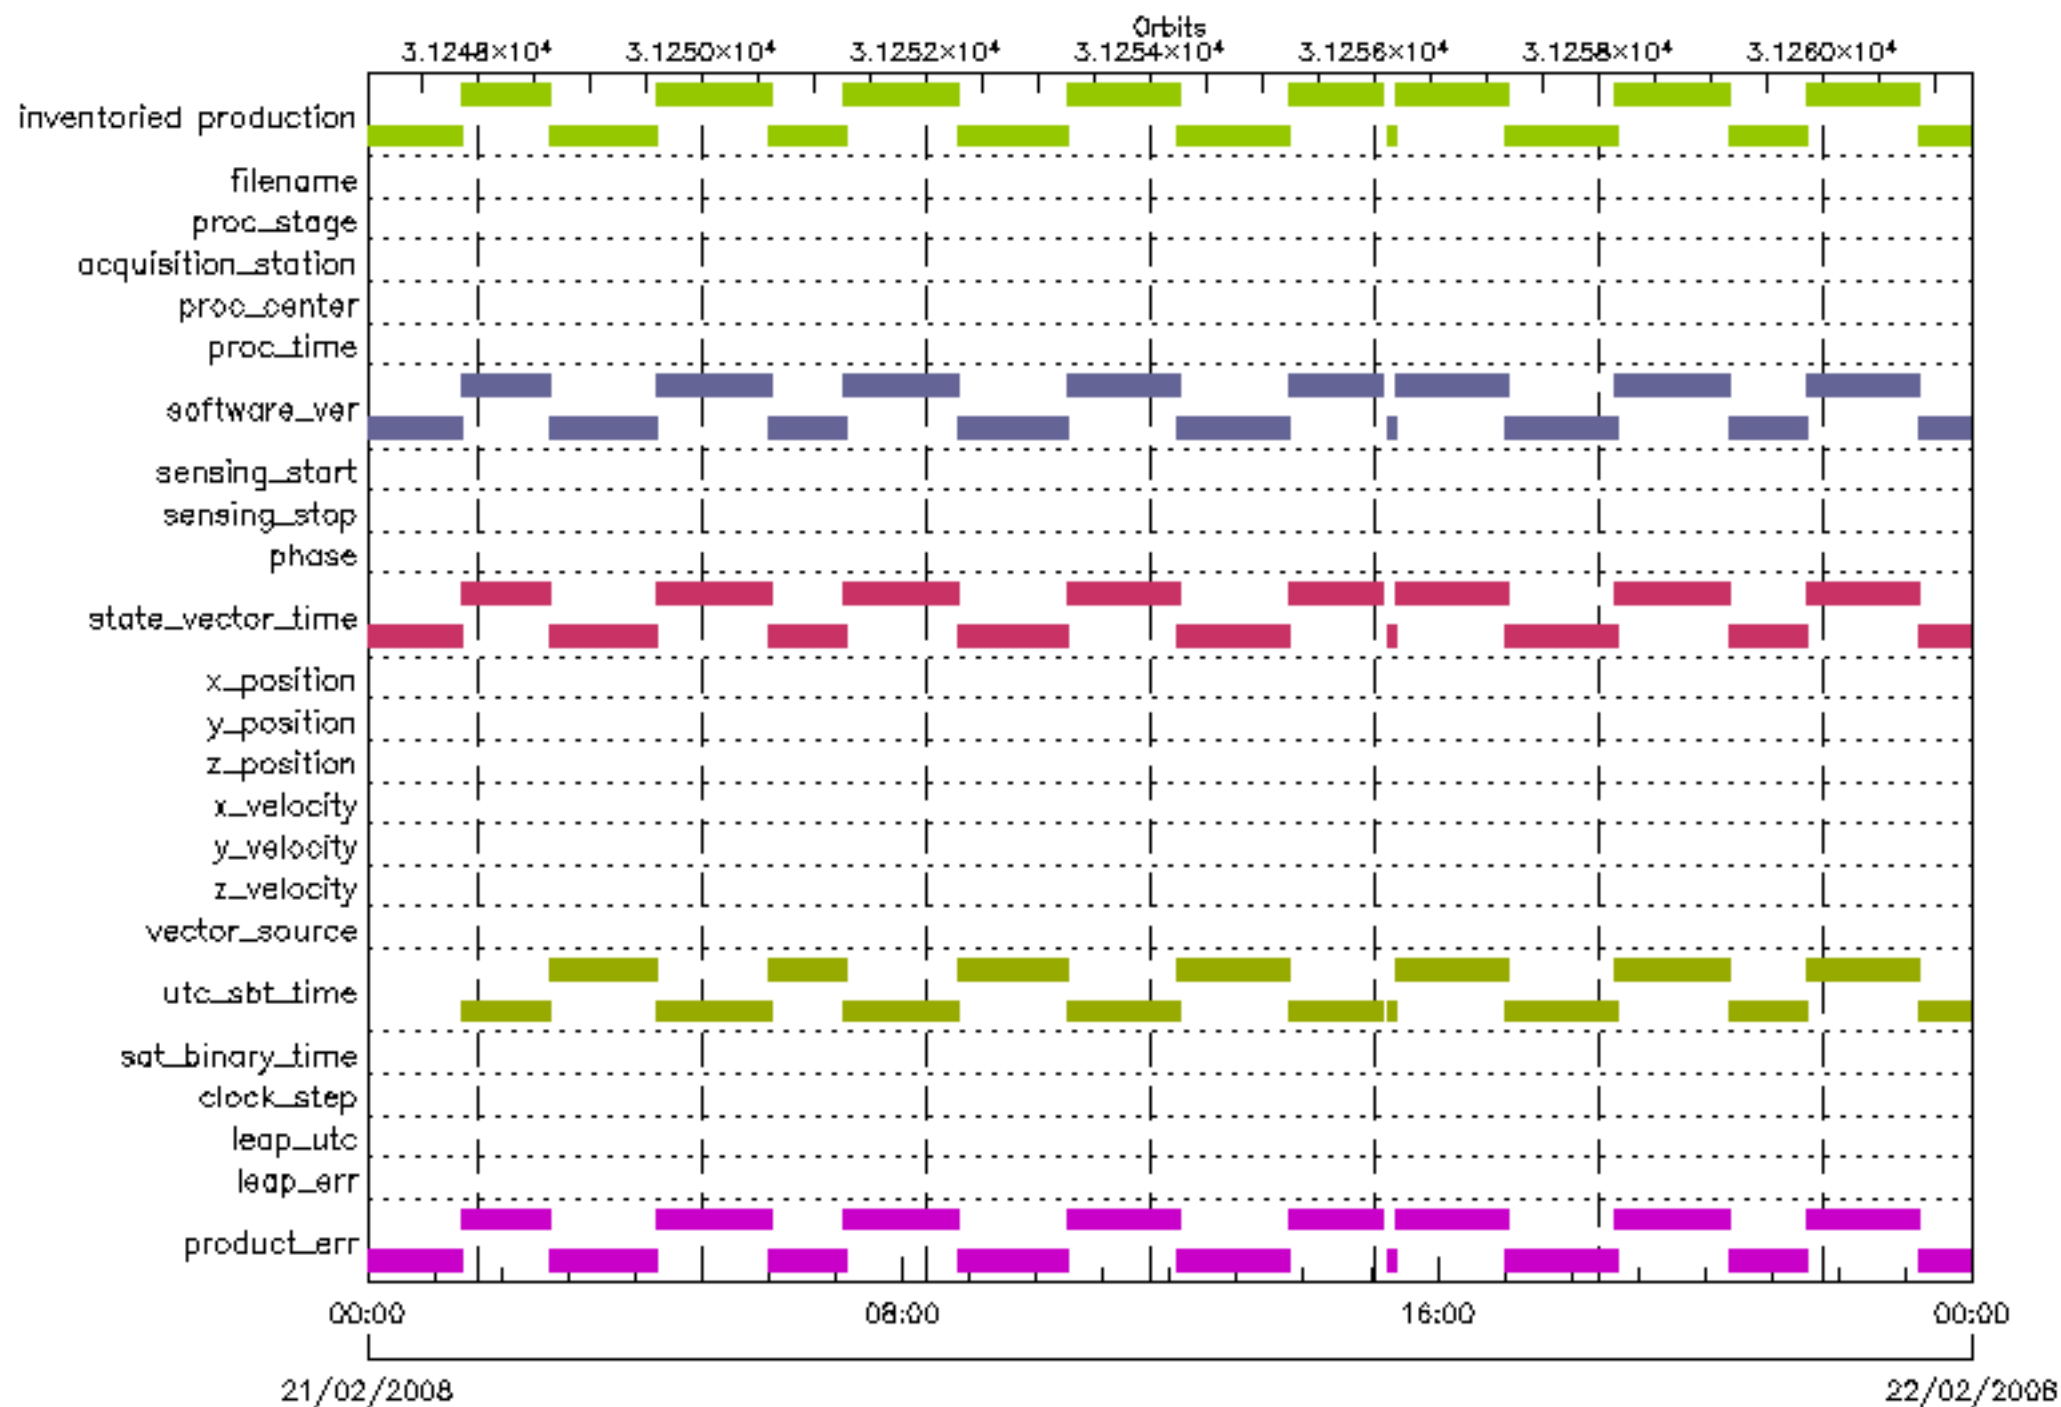 Orbits
3.1248×10⁴ 3.1250×10⁴ 3.1252×10⁴ 3.1254×10⁴ 3.1256×10⁴ 3.1258×10⁴ 3.1260×10⁴
inventoried production
filename
proc_stage
acquisition_station
proc_center
proc_time
software_ver
sensing_start
sensing_stop
phase
state_vector_time
x_position
y_position
z_position
x_velocity
y_velocity
z_velocity
vector_source
utc_sbt_time
sat_binary_time
clock_step
leap_utc
leap_err
product_err
00:00 08:00 16:00 00:00
21/02/2008 22/02/2008